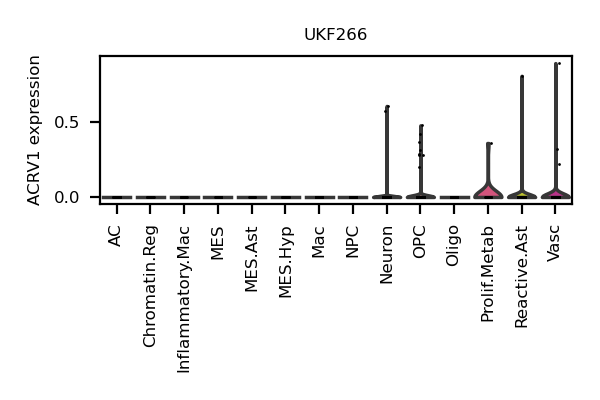 UKF266
ACRV1 expression
0.5
0.0
AC
Chromatin.Reg
Inflammatory.Mac
MES
MES.Ast
MES.Hyp
Mac
NPC
Neuron
OPC
Oligo
Prolif.Metab
Reactive.Ast
Vasc